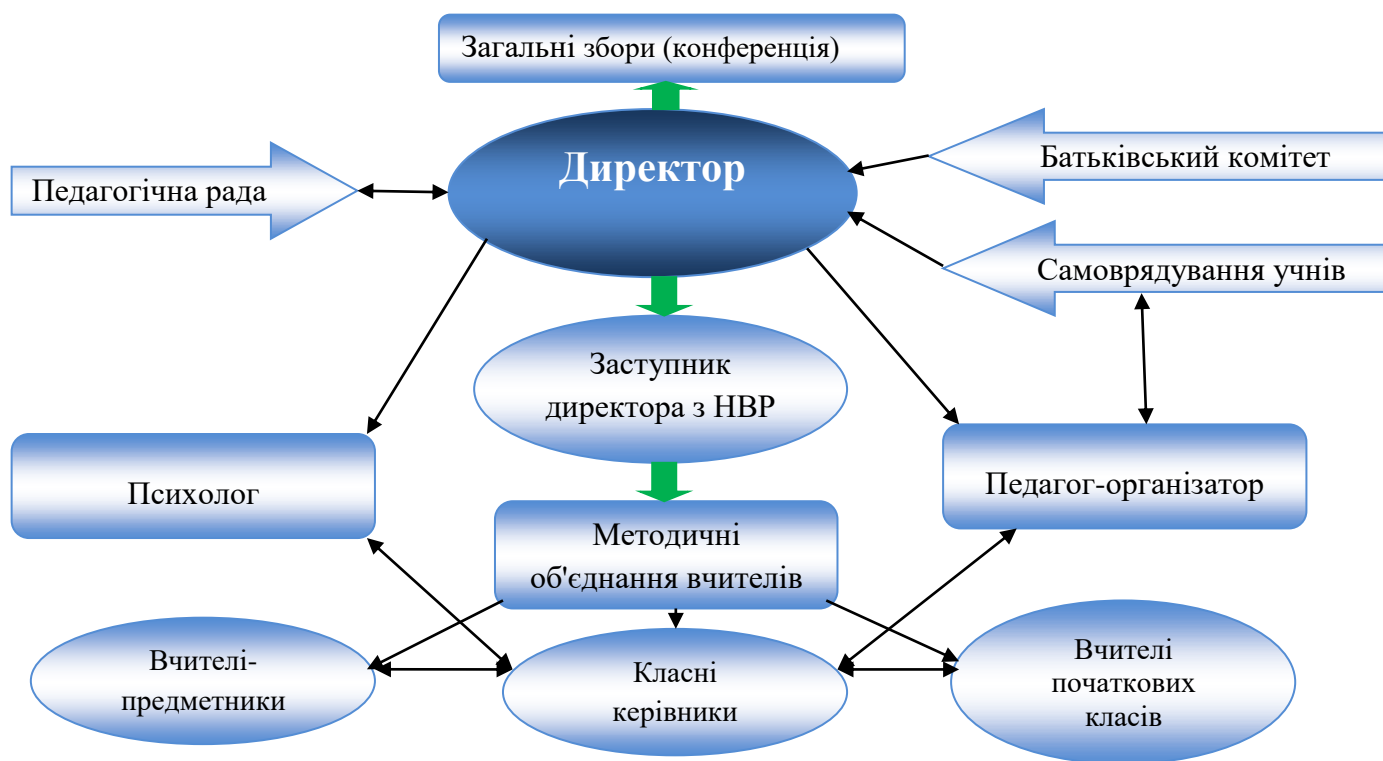 Загальні збори (конференція)
Директор
Батьківський комітет
Педагогічна рада
Самоврядування учнів
Заступник
директора з НВР
Психолог
Педагог-організатор
Методичні
об'єднання вчителів
Вчителі-
предметники
Класні
керівники
Вчителі
початкових
класів